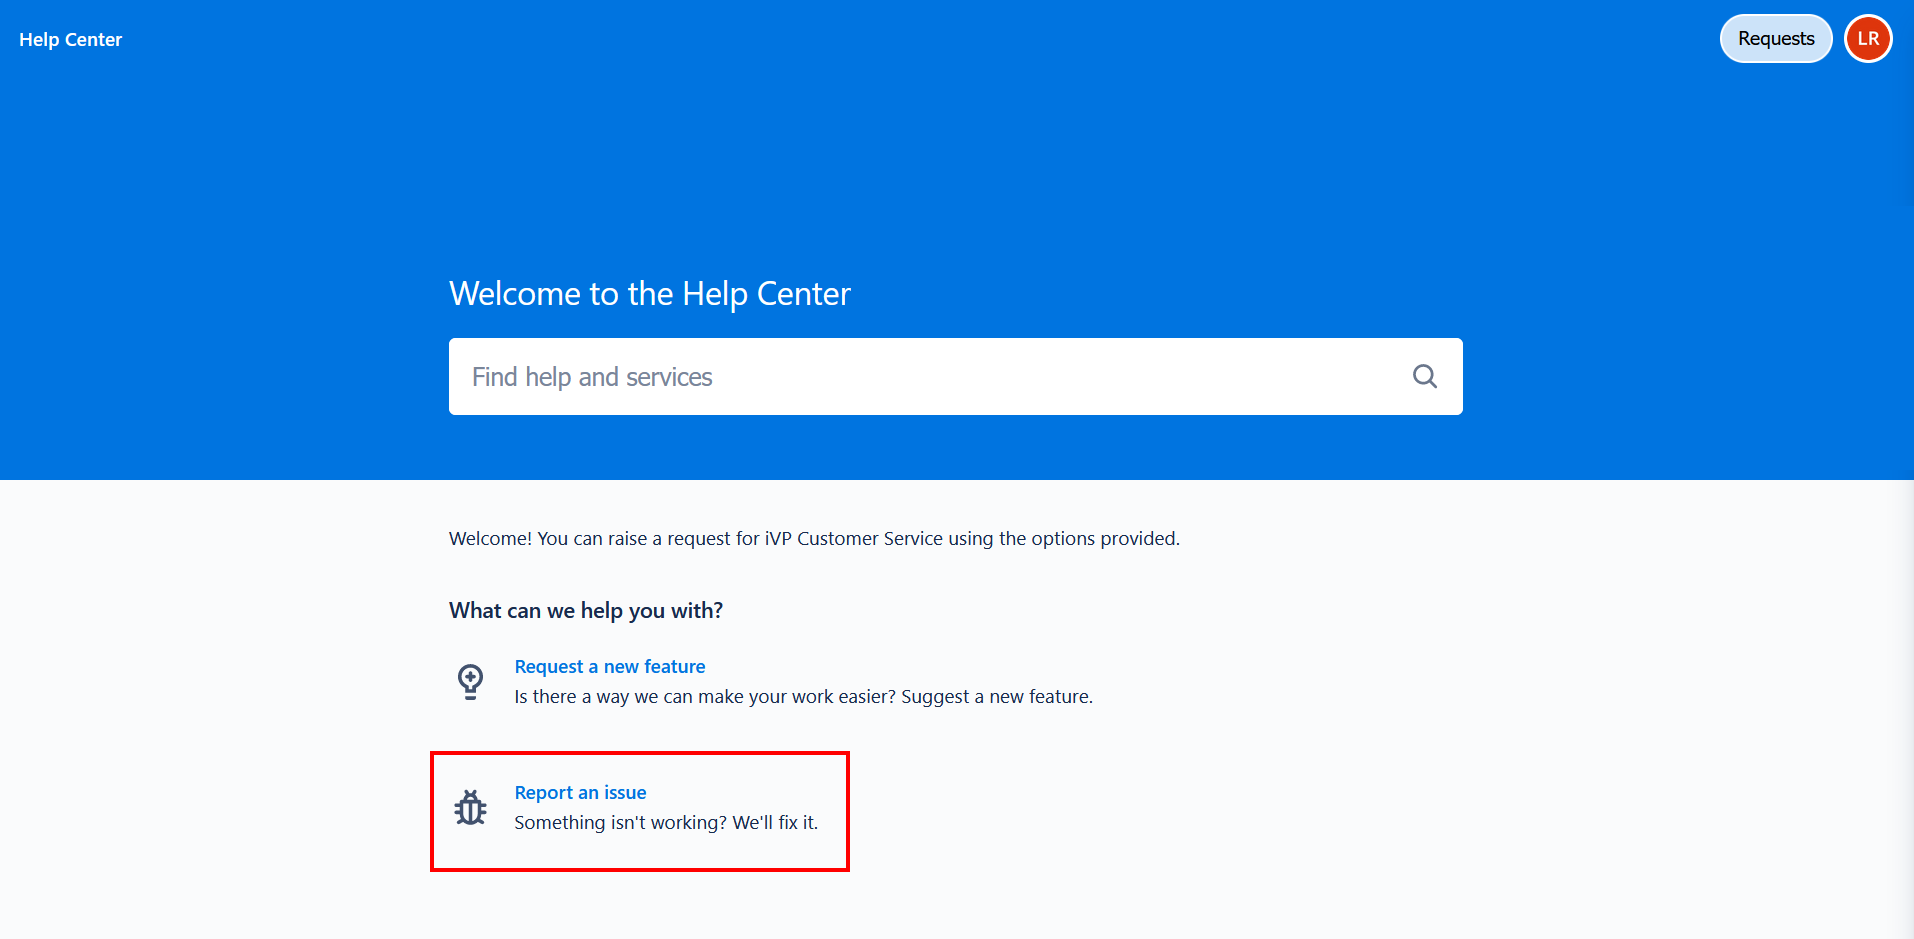 Help Center
Requests
LR
Welcome to the Help Center
Find help and services
Welcome! You can raise a request for iVP Customer Service using the options provided.
What can we help you with?
Request a new feature
Is there a way we can make your work easier? Suggest a new feature.
Report an issue
Something isn't working? We'll fix it.